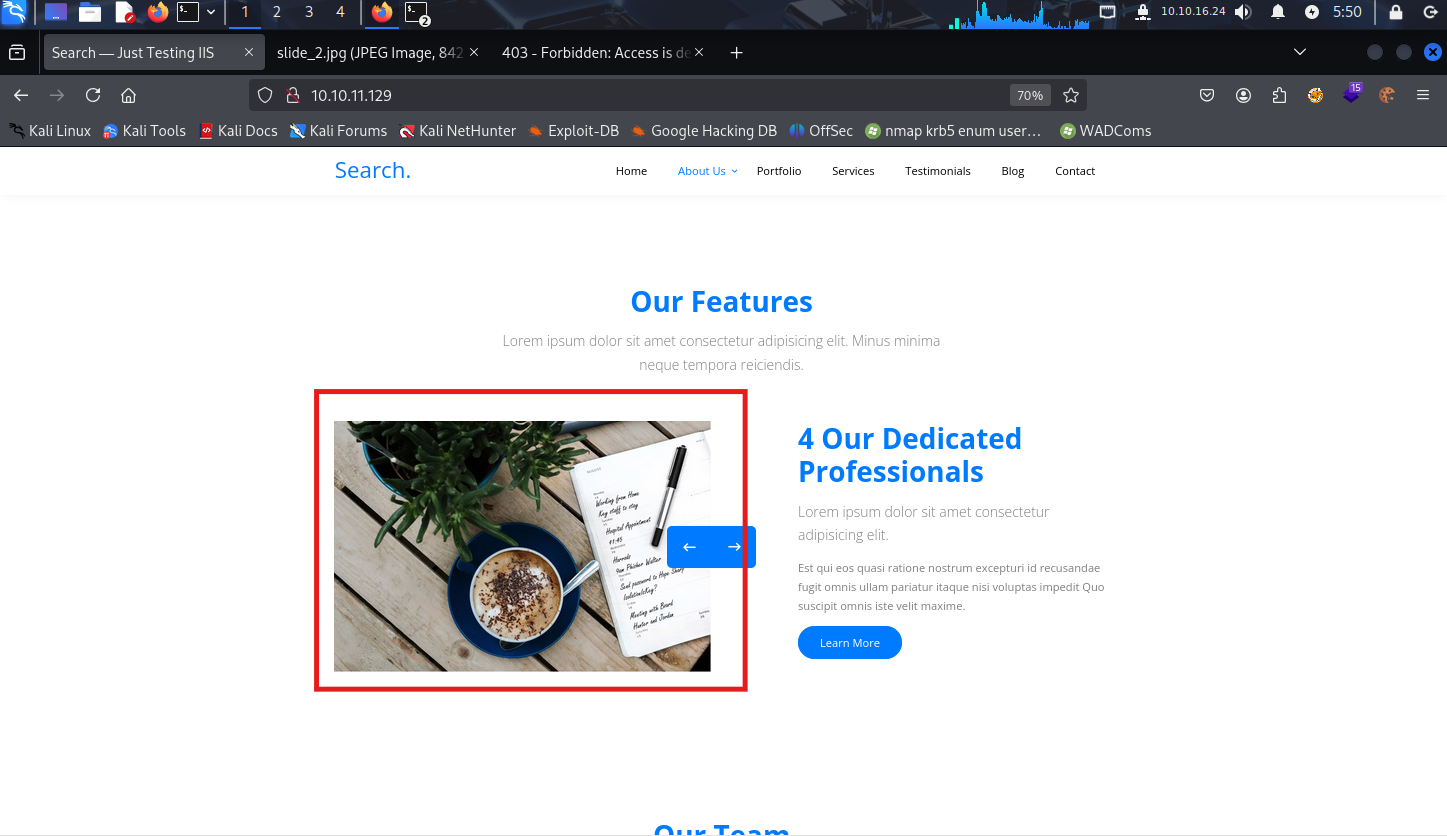 10.10.16.24
5:50
1
2
3
4
2
Search — Just Testing IIS
slide_2.jpg (JPEG Image, 842
403 - Forbidden: Access is de
10.10.11.129
70%
15
Kali Linux
Kali Tools
Kali Docs
Kali Forums
Kali NetHunter
Exploit-DB
Google Hacking DB
OffSec
nmap krb5 enum user…
WADComs
Search.
Home
About Us
Portfolio
Services
Testimonials
Blog
Contact
Our Features
Lorem ipsum dolor sit amet consectetur adipisicing elit. Minus minima
neque tempora reiciendis.
Working from Home
Key staff to stay
Hospital Appointment
Harrods
Send password to Hope Sharp
Meeting with Board
Hunter and Jordan
4 Our Dedicated
Professionals
Lorem ipsum dolor sit amet consectetur
adipisicing elit.
Est qui eos quasi ratione nostrum excepturi id recusandae
fugit omnis ullam pariatur itaque nisi voluptas impedit Quo
suscipit omnis iste velit maxime.
Learn More
Our Team